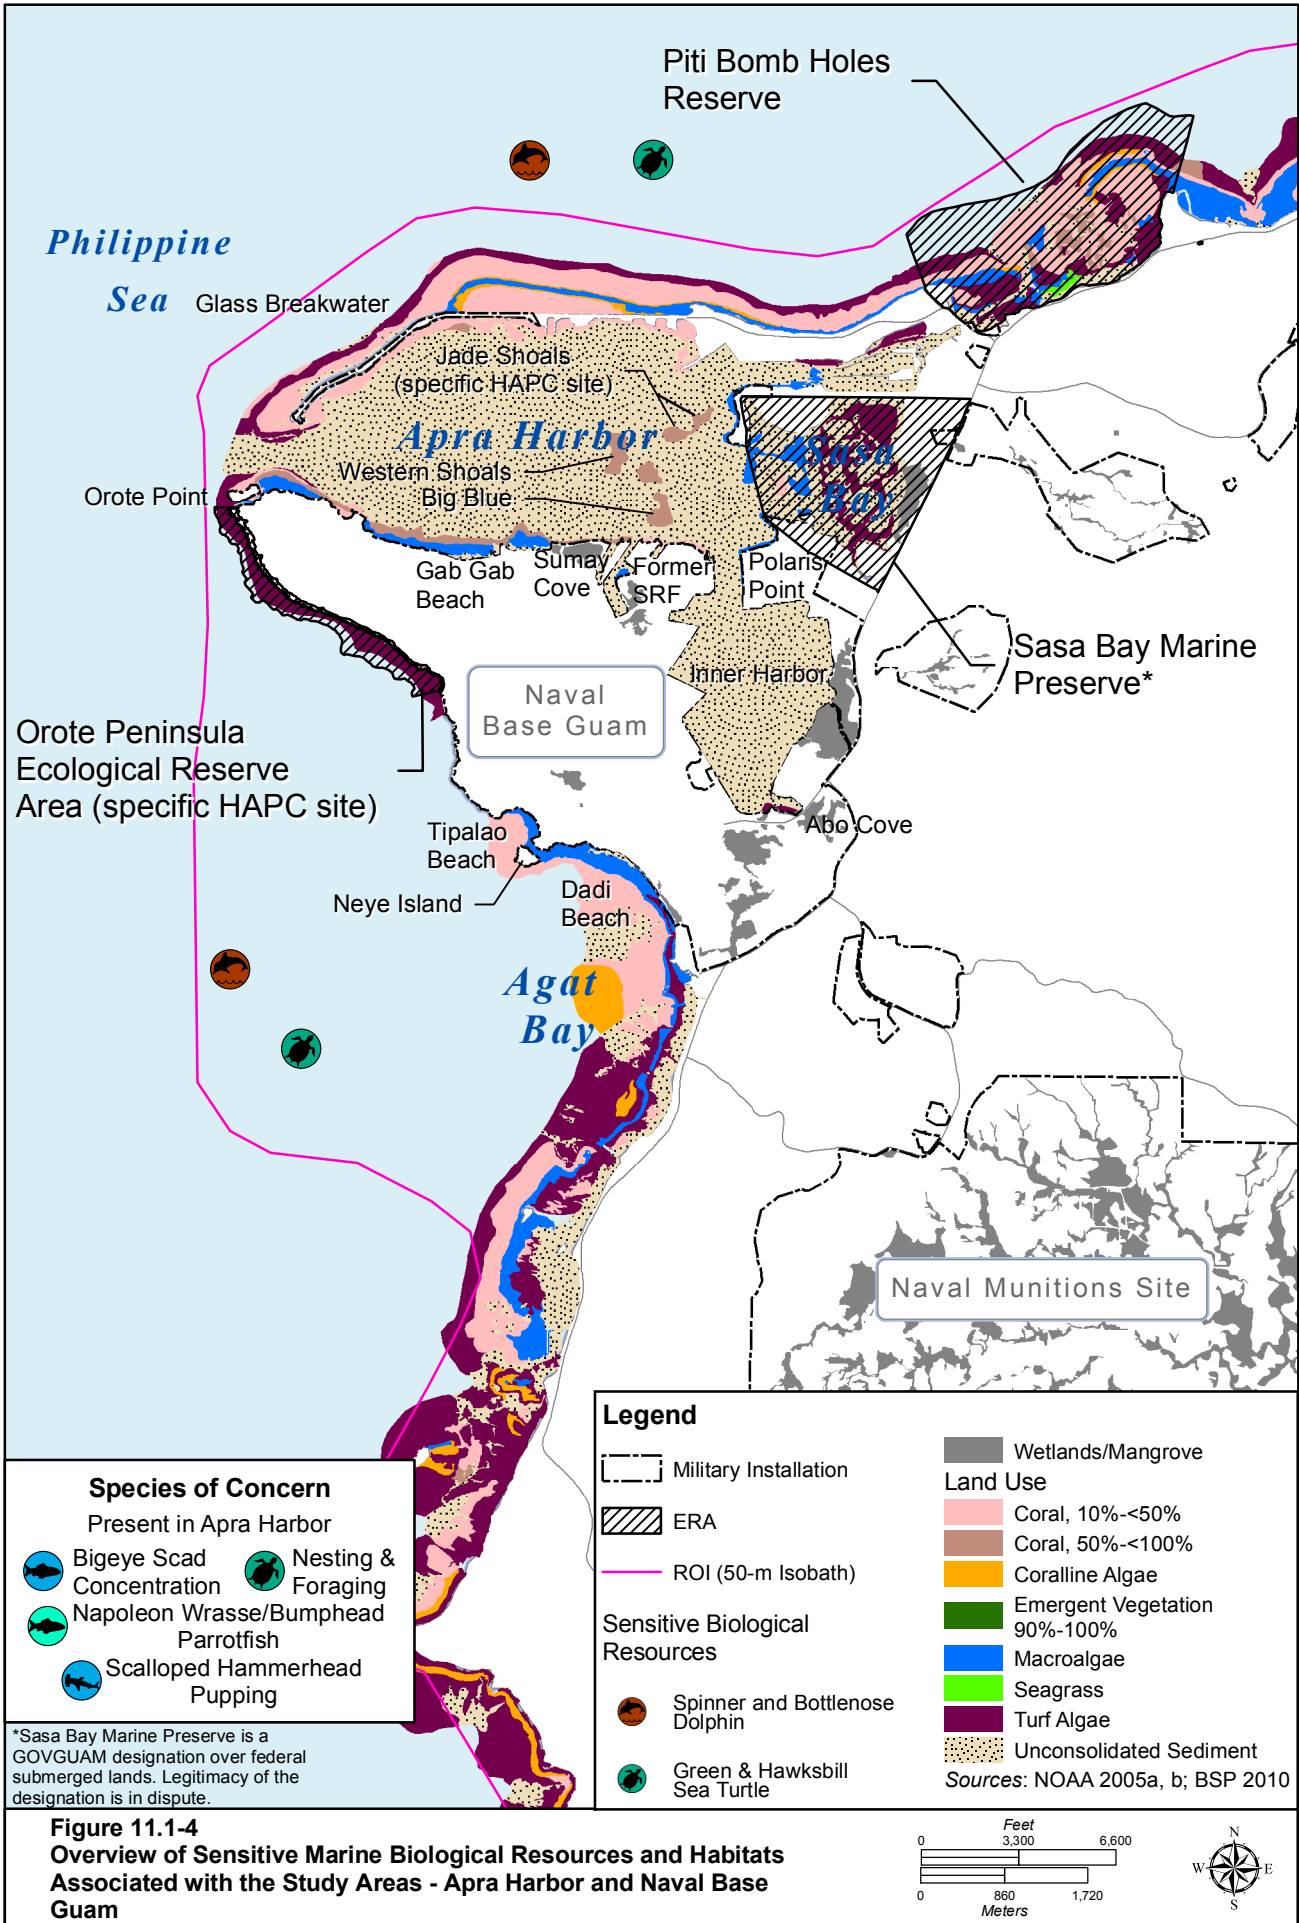 Piti Bomb Holes
Reserve
Philippine
Sea
Glass Breakwater
Jade Shoals
(specific HAPC site)
Apra Harbor
Sasa
Bay
Western Shoals
Big Blue
Orote Point
Gab Gab
Beach
Sumay
Cove
Former
SRF
Polaris
Point
Inner Harbor
Sasa Bay Marine
Preserve*
Naval
Base Guam
Orote Peninsula
Ecological Reserve
Area (specific HAPC site)
Tipalao
Beach
Abo Cove
Neye Island
Dadi
Beach
Agat
Bay
Naval Munitions Site
Species of Concern
Present in Apra Harbor
Bigeye Scad
Concentration
Nesting &
Foraging
Napoleon Wrasse/Bumphead
Parrotfish
Scalloped Hammerhead
Pupping
*Sasa Bay Marine Preserve is a
GOVGUAM designation over federal
submerged lands. Legitimacy of the
designation is in dispute.
Legend
Military Installation
ERA
ROI (50-m Isobath)
Sensitive Biological
Resources
Spinner and Bottlenose
Dolphin
Green & Hawksbill
Sea Turtle
Wetlands/Mangrove
Land Use
Coral, 10%-<50%
Coral, 50%-<100%
Coralline Algae
Emergent Vegetation
90%-100%
Macroalgae
Seagrass
Turf Algae
Unconsolidated Sediment
Sources: NOAA 2005a, b; BSP 2010
Figure 11.1-4
Overview of Sensitive Marine Biological Resources and Habitats
Associated with the Study Areas - Apra Harbor and Naval Base
Guam
Feet
0 3,300 6,600
0 860 1,720
Meters
N
W E
S